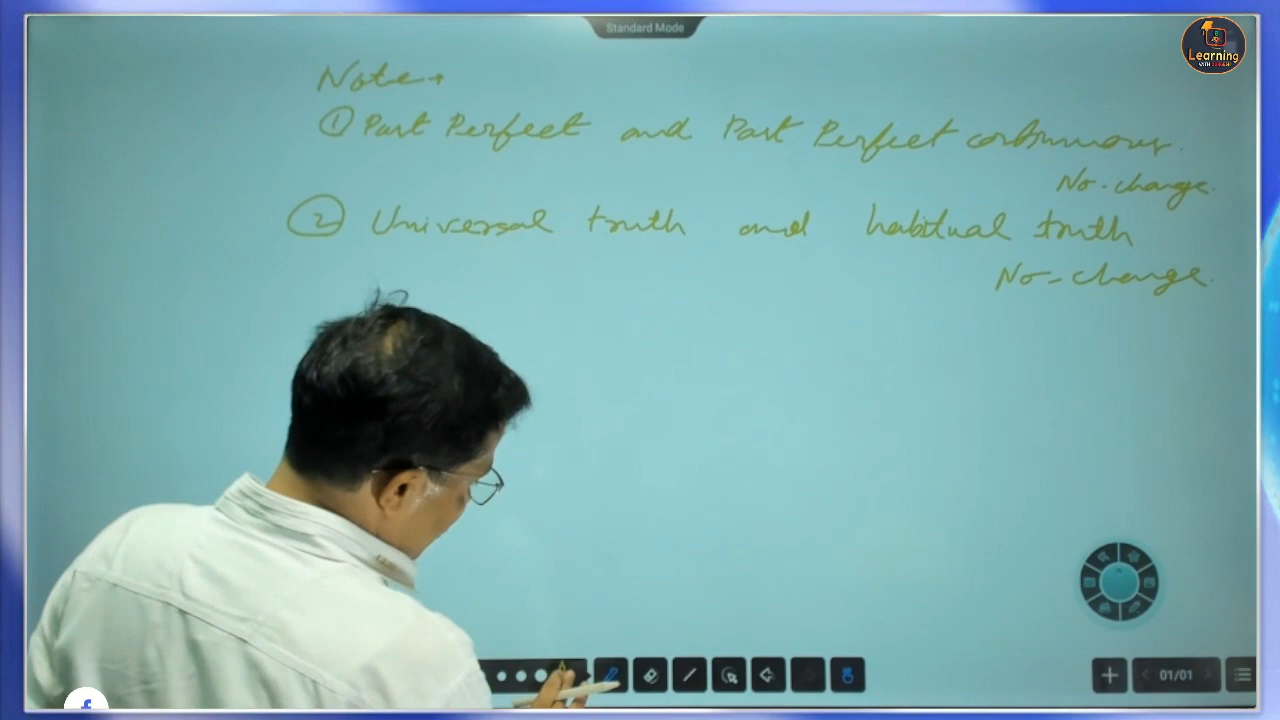 Standard Mode
Learning
Note →
① Past Perfect and Past Perfect continuous.
No-change.
② Universal truth and habitual truth
No-change.
01/01
f